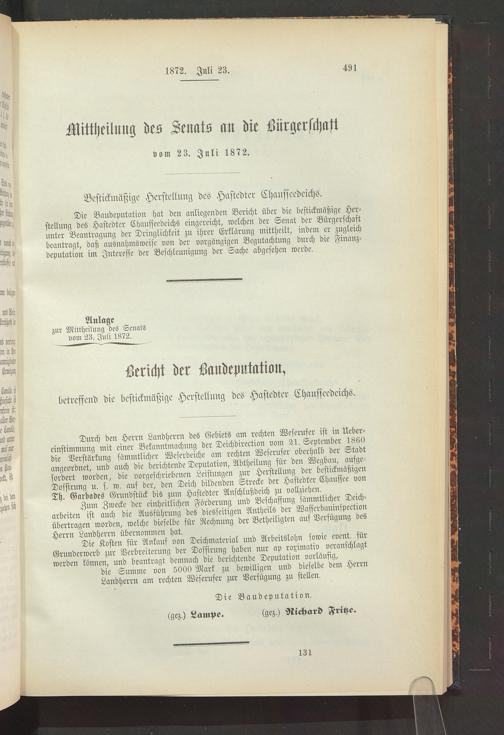 1872. Juli 23.
491
Mittheilung des Senats an die Bürgerschaft
vom 23. Juli 1872.
Bestickmäßige Herstellung des Hastedter Chausseedeichs.
Die Baudeputation hat den anliegenden Bericht über die bestickmäßige Her-
stellung des Hastedter Chausseedeichs eingereicht, welchen der Senat der Bürgerschaft
unter Beantragung der Dringlichkeit zu ihrer Erklärung mittheilt, indem er zugleich
beantragt, daß ausnahmsweise von der vorgängigen Begutachtung durch die Finanz-
deputation im Interesse der Beschleunigung der Sache abgesehen werde.
Anlage
zur Mittheilung des Senats
vom 23. Juli 1872.
Bericht der Baudeputation,
betreffend die bestickmäßige Herstellung des Hastedter Chausseedeichs.
Durch den Herrn Landherrn des Gebiets am rechten Weserufer ist in Ueber-
einstimmung mit einer Bekanntmachung der Deichdirection vom 21. September 1860
die Verstärkung sämmtlicher Weserdeiche am rechten Weserufer oberhalb der Stadt
angeordnet, und auch die berichtende Deputation, Abtheilung für den Wegbau, aufge-
fordert worden, die vorgeschriebenen Leistungen zur Herstellung der bestickmäßigen
Dossirung u. s. w. auf der, den Deich bildenden Strecke der Hastedter Chaussee von
Th. Garbades Grundstück bis zum Hastedter Anschlußdeich zu vollziehen.
Zum Zwecke der einheitlichen Förderung und Beschaffung sämmtlicher Deich-
arbeiten ist auch die Ausführung des diesseitigen Antheils der Wasserbauinspection
übertragen worden, welche dieselbe für Rechnung der Betheiligten auf Verfügung des
Herrn Landherrn übernommen hat.
Die Kosten für Ankauf von Deichmaterial und Arbeitslohn sowie event. für
Grunderwerb zur Verbreiterung der Dossirung haben nur approximativ veranschlagt
werden können, und beantragt demnach die berichtende Deputation vorläufig,
die Summe von 5000 Mark zu bewilligen und dieselbe dem Herrn
Landherrn am rechten Weserufer zur Verfügung zu stellen.
Die Baudeputation.
(gez.) Lampe. (gez.) Richard Fritze.
131